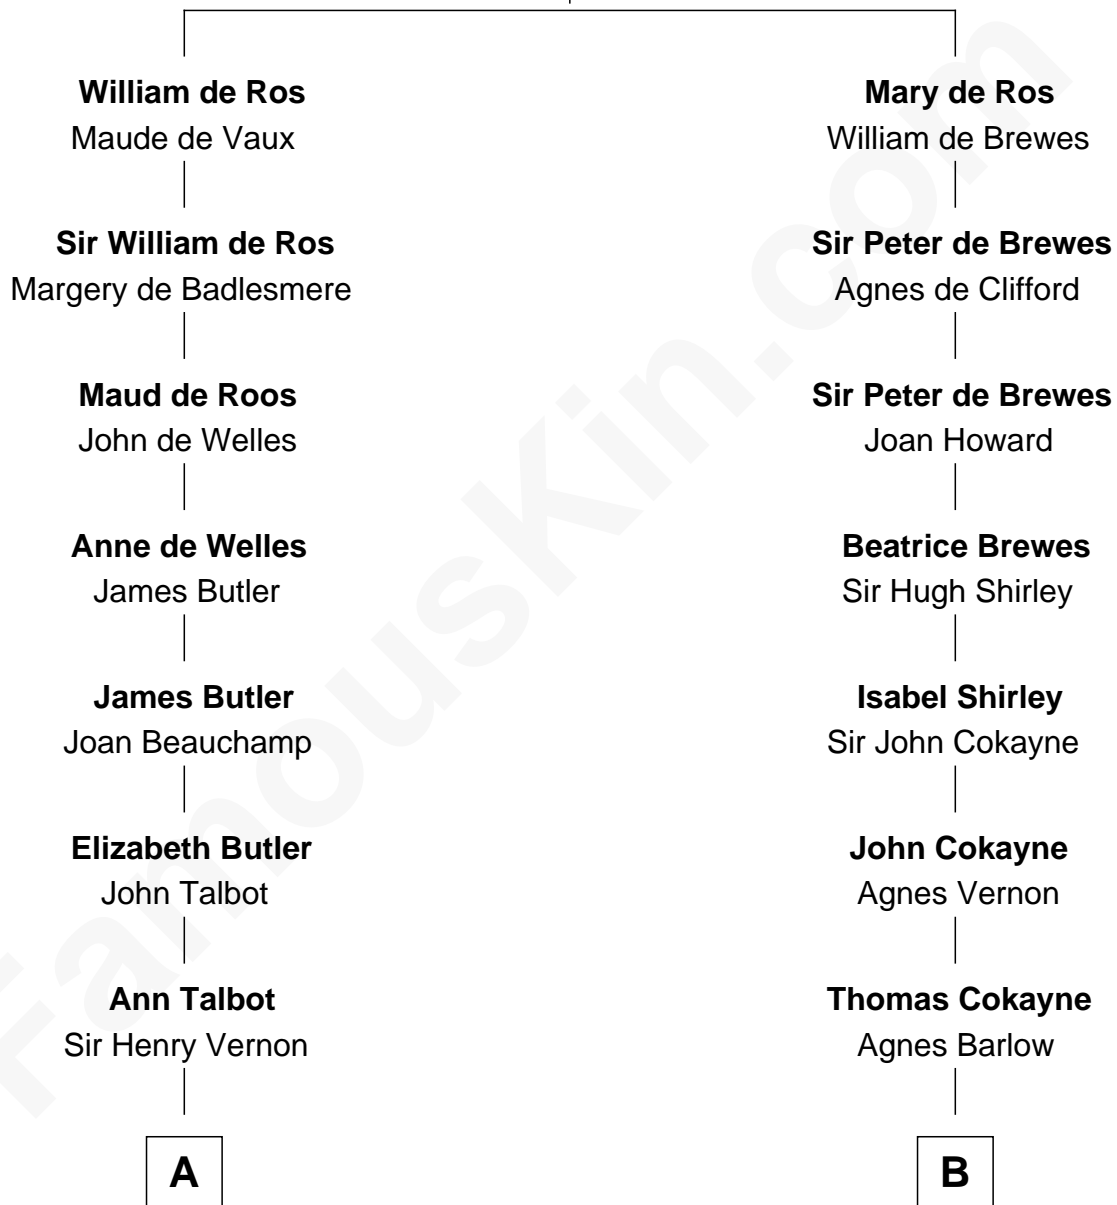 William de Ros
Maude de Vaux
Sir William de Ros
Margery de Badlesmere
Maud de Roos
John de Welles
Anne de Welles
James Butler
James Butler
Joan Beauchamp
Elizabeth Butler
John Talbot
Ann Talbot
Sir Henry Vernon
A
Mary de Ros
William de Brewes
Sir Peter de Brewes
Agnes de Clifford
Sir Peter de Brewes
Joan Howard
Beatrice Brewes
Sir Hugh Shirley
Isabel Shirley
Sir John Cokayne
John Cokayne
Agnes Vernon
Thomas Cokayne
Agnes Barlow
B
FamousKin.com